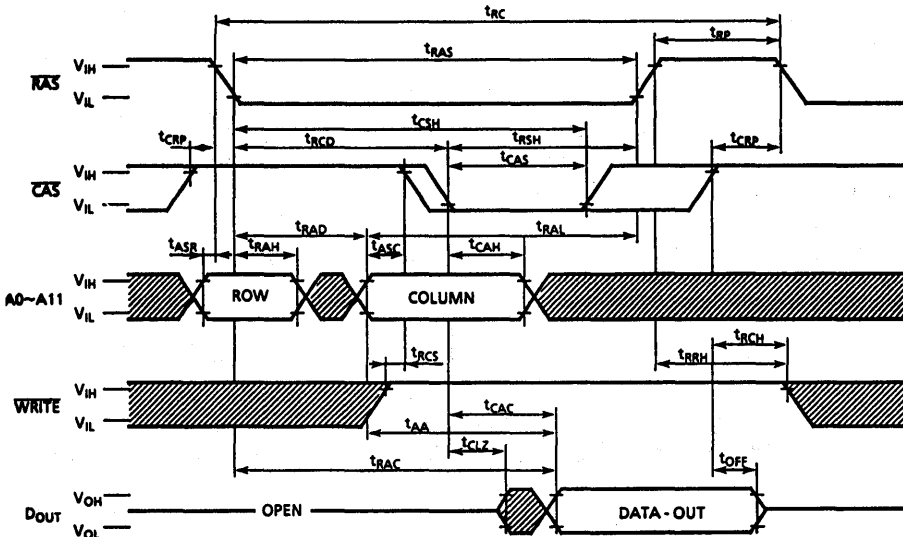 tRC
tRP
tRAS
RAS
VIH
VIL
tCSH
tCRP
tRCD
tRSH
tCRP
tCAS
CAS
VIH
VIL
tRAD
tRAL
tASR
tRAH
tASC
tCAH
A0~A11
VIH
VIL
ROW
COLUMN
tRCS
tRCH
tRRH
WRITE
VIH
VIL
tCAC
tAA
tCLZ
tRAC
tOFF
DOUT
VOH
VOL
OPEN
DATA - OUT